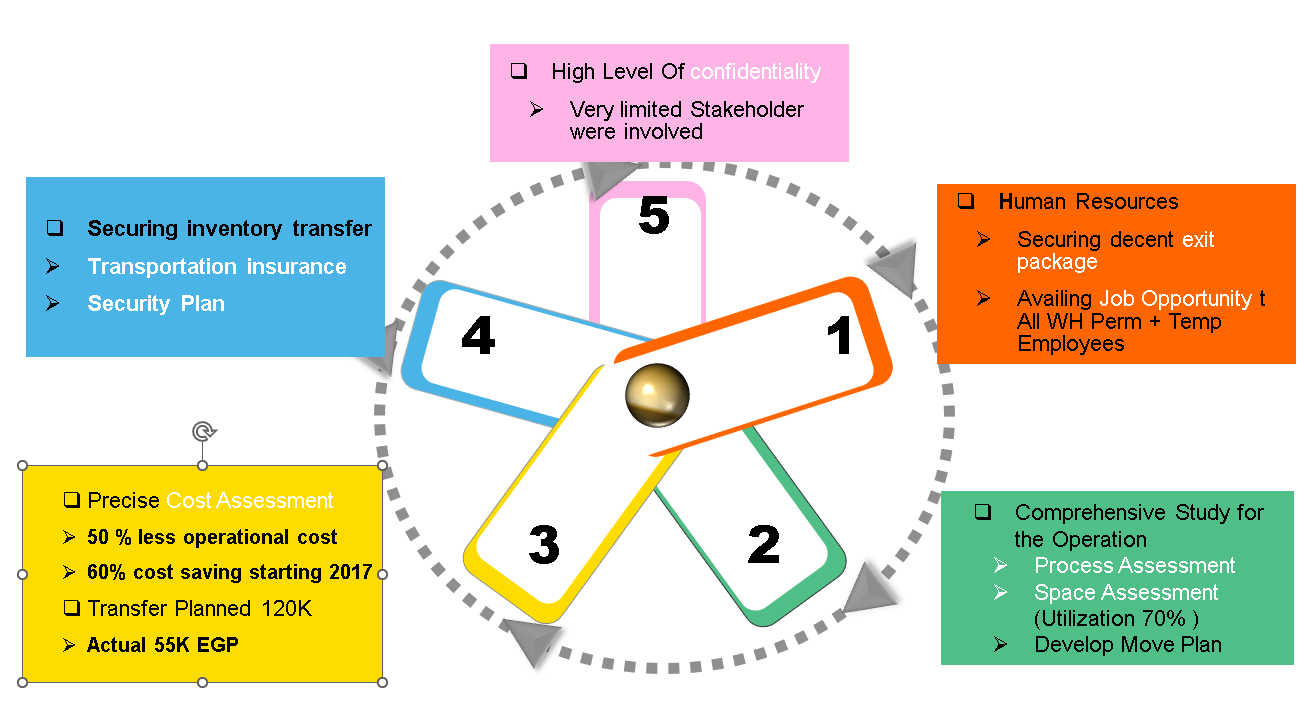 High Level Of confidentiality
Very limited Stakeholder
were involved
Securing inventory transfer
Transportation insurance
Security Plan
Human Resources
Securing decent exit
package
Availing Job Opportunity t
All WH Perm + Temp
Employees
5
4
1
3
2
Precise Cost Assessment
50 % less operational cost
60% cost saving starting 2017
Transfer Planned 120K
Actual 55K EGP
Comprehensive Study for
the Operation
Process Assessment
Space Assessment
(Utilization 70% )
Develop Move Plan